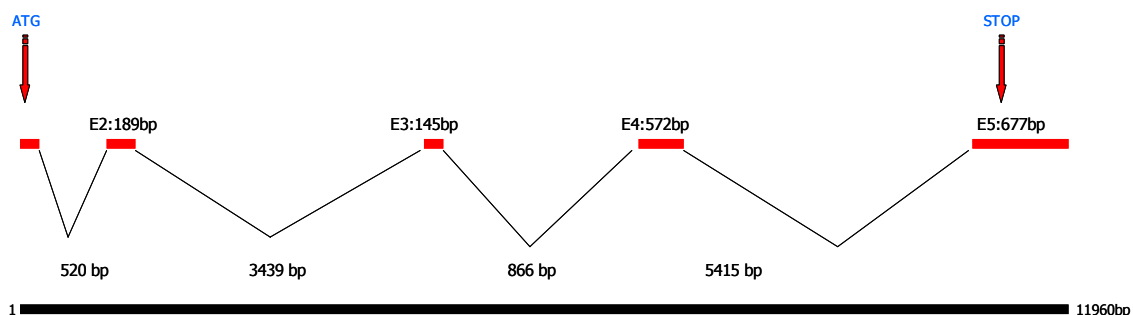 ATG STOP
E2:189bp E3:145bp E4:572bp E5:677bp
520 bp 3439 bp 866 bp 5415 bp
1 11960bp